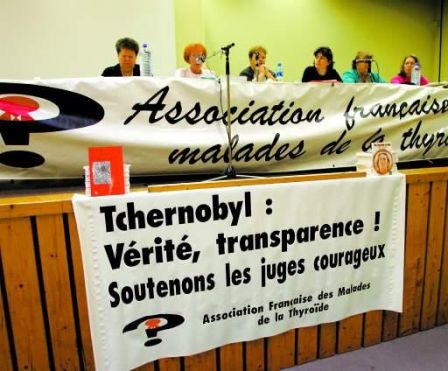 Association française
malades de la thyr
Tchernobyl :
Vérité, transparence !
Soutenons les juges courageux
Association Française des Malades
de la Thyroïde